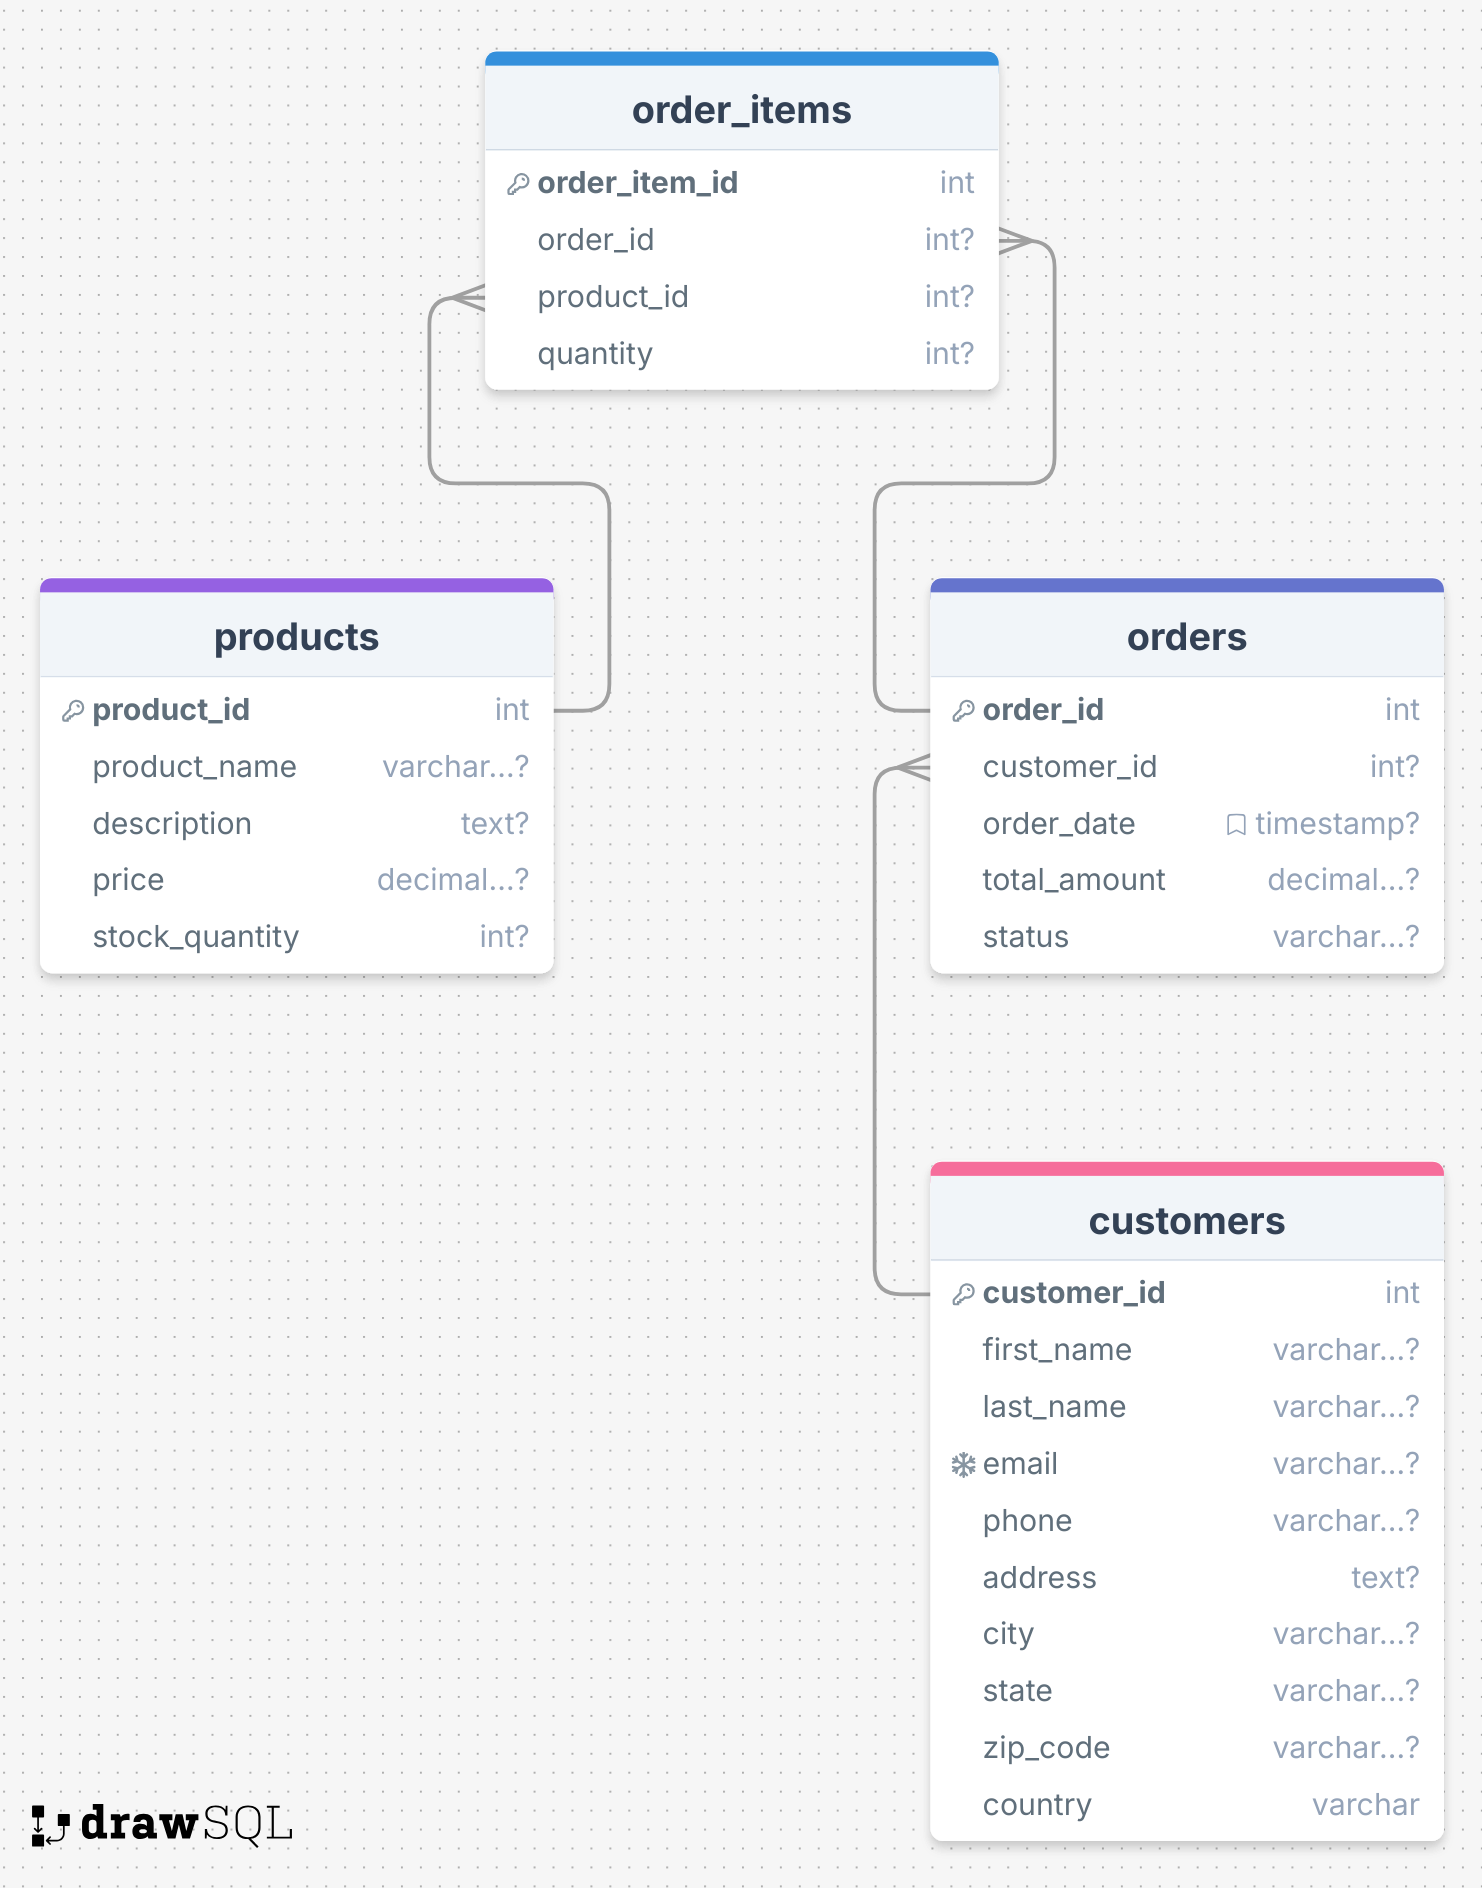 order_items
order_item_id int
order_id int?
product_id int?
quantity int?
products
product_id int
product_name varchar...?
description text?
price decimal...?
stock_quantity int?
orders
order_id int
customer_id int?
order_date timestamp?
total_amount decimal...?
status varchar...?
customers
customer_id int
first_name varchar...?
last_name varchar...?
email varchar...?
phone varchar...?
address text?
city varchar...?
state varchar...?
zip_code varchar...?
country varchar
drawSQL